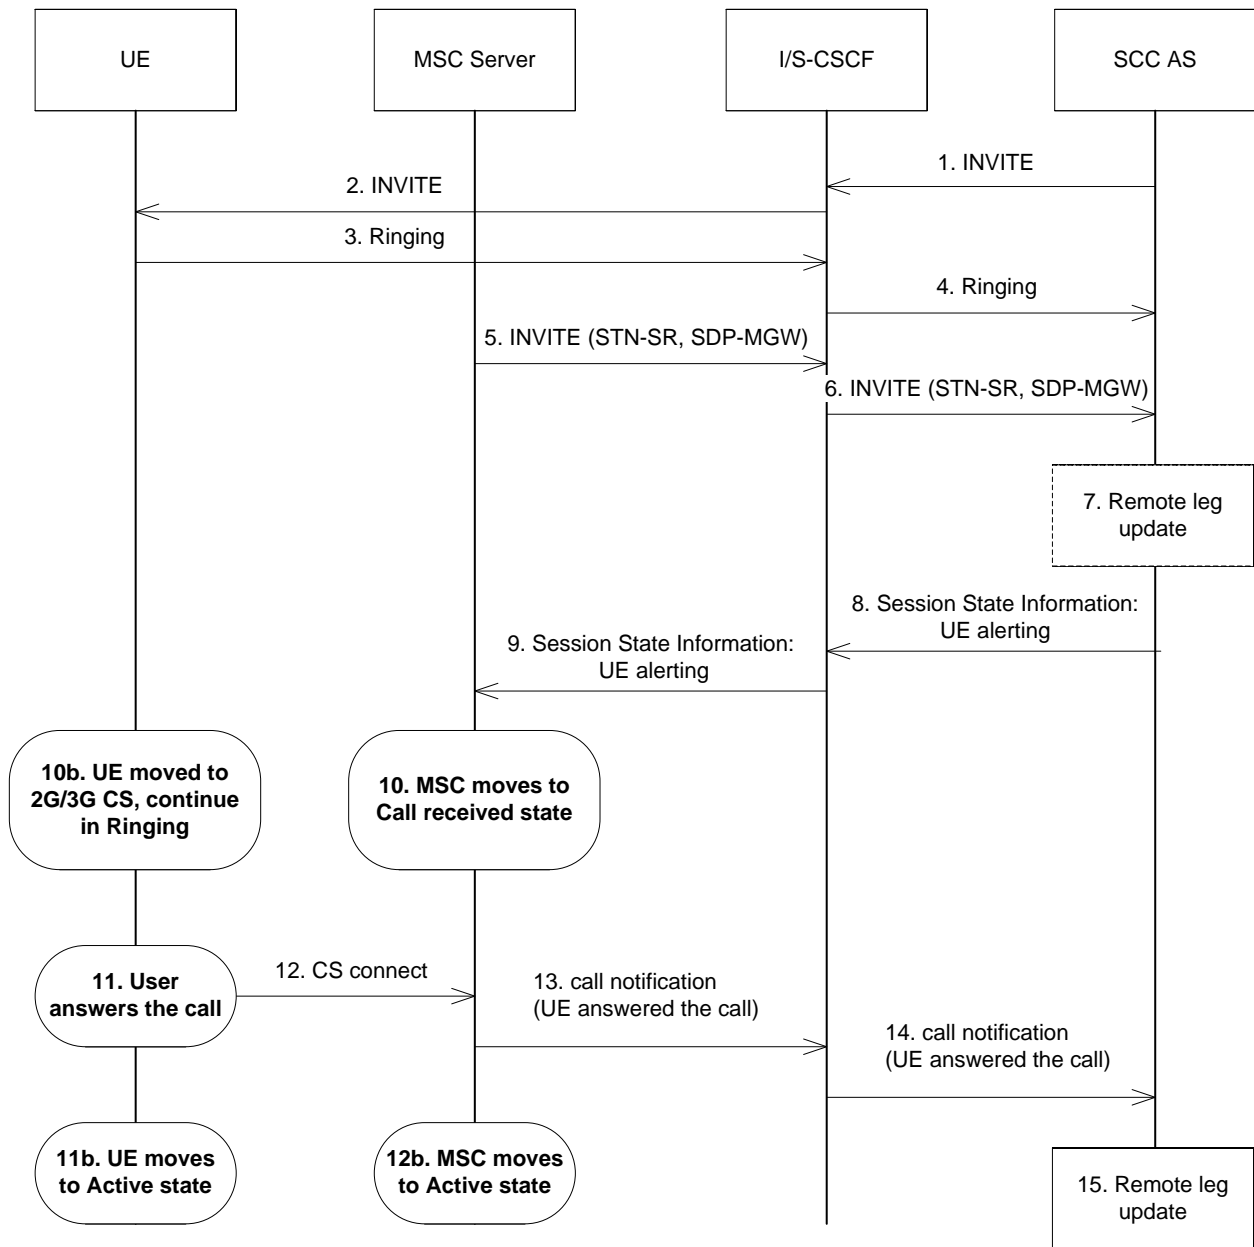 UE
MSC Server
I/S-CSCF
SCC AS
1. INVITE
2. INVITE
3. Ringing
4. Ringing
5. INVITE (STN-SR, SDP-MGW)
6. INVITE (STN-SR, SDP-MGW)
7. Remote leg
update
8. Session State Information:
UE alerting
9. Session State Information:
UE alerting
10b. UE moved to
2G/3G CS, continue
in Ringing
10. MSC moves to
Call received state
11. User
answers the call
12. CS connect
13. call notification
(UE answered the call)
14. call notification
(UE answered the call)
11b. UE moves
to Active state
12b. MSC moves
to Active state
15. Remote leg
update